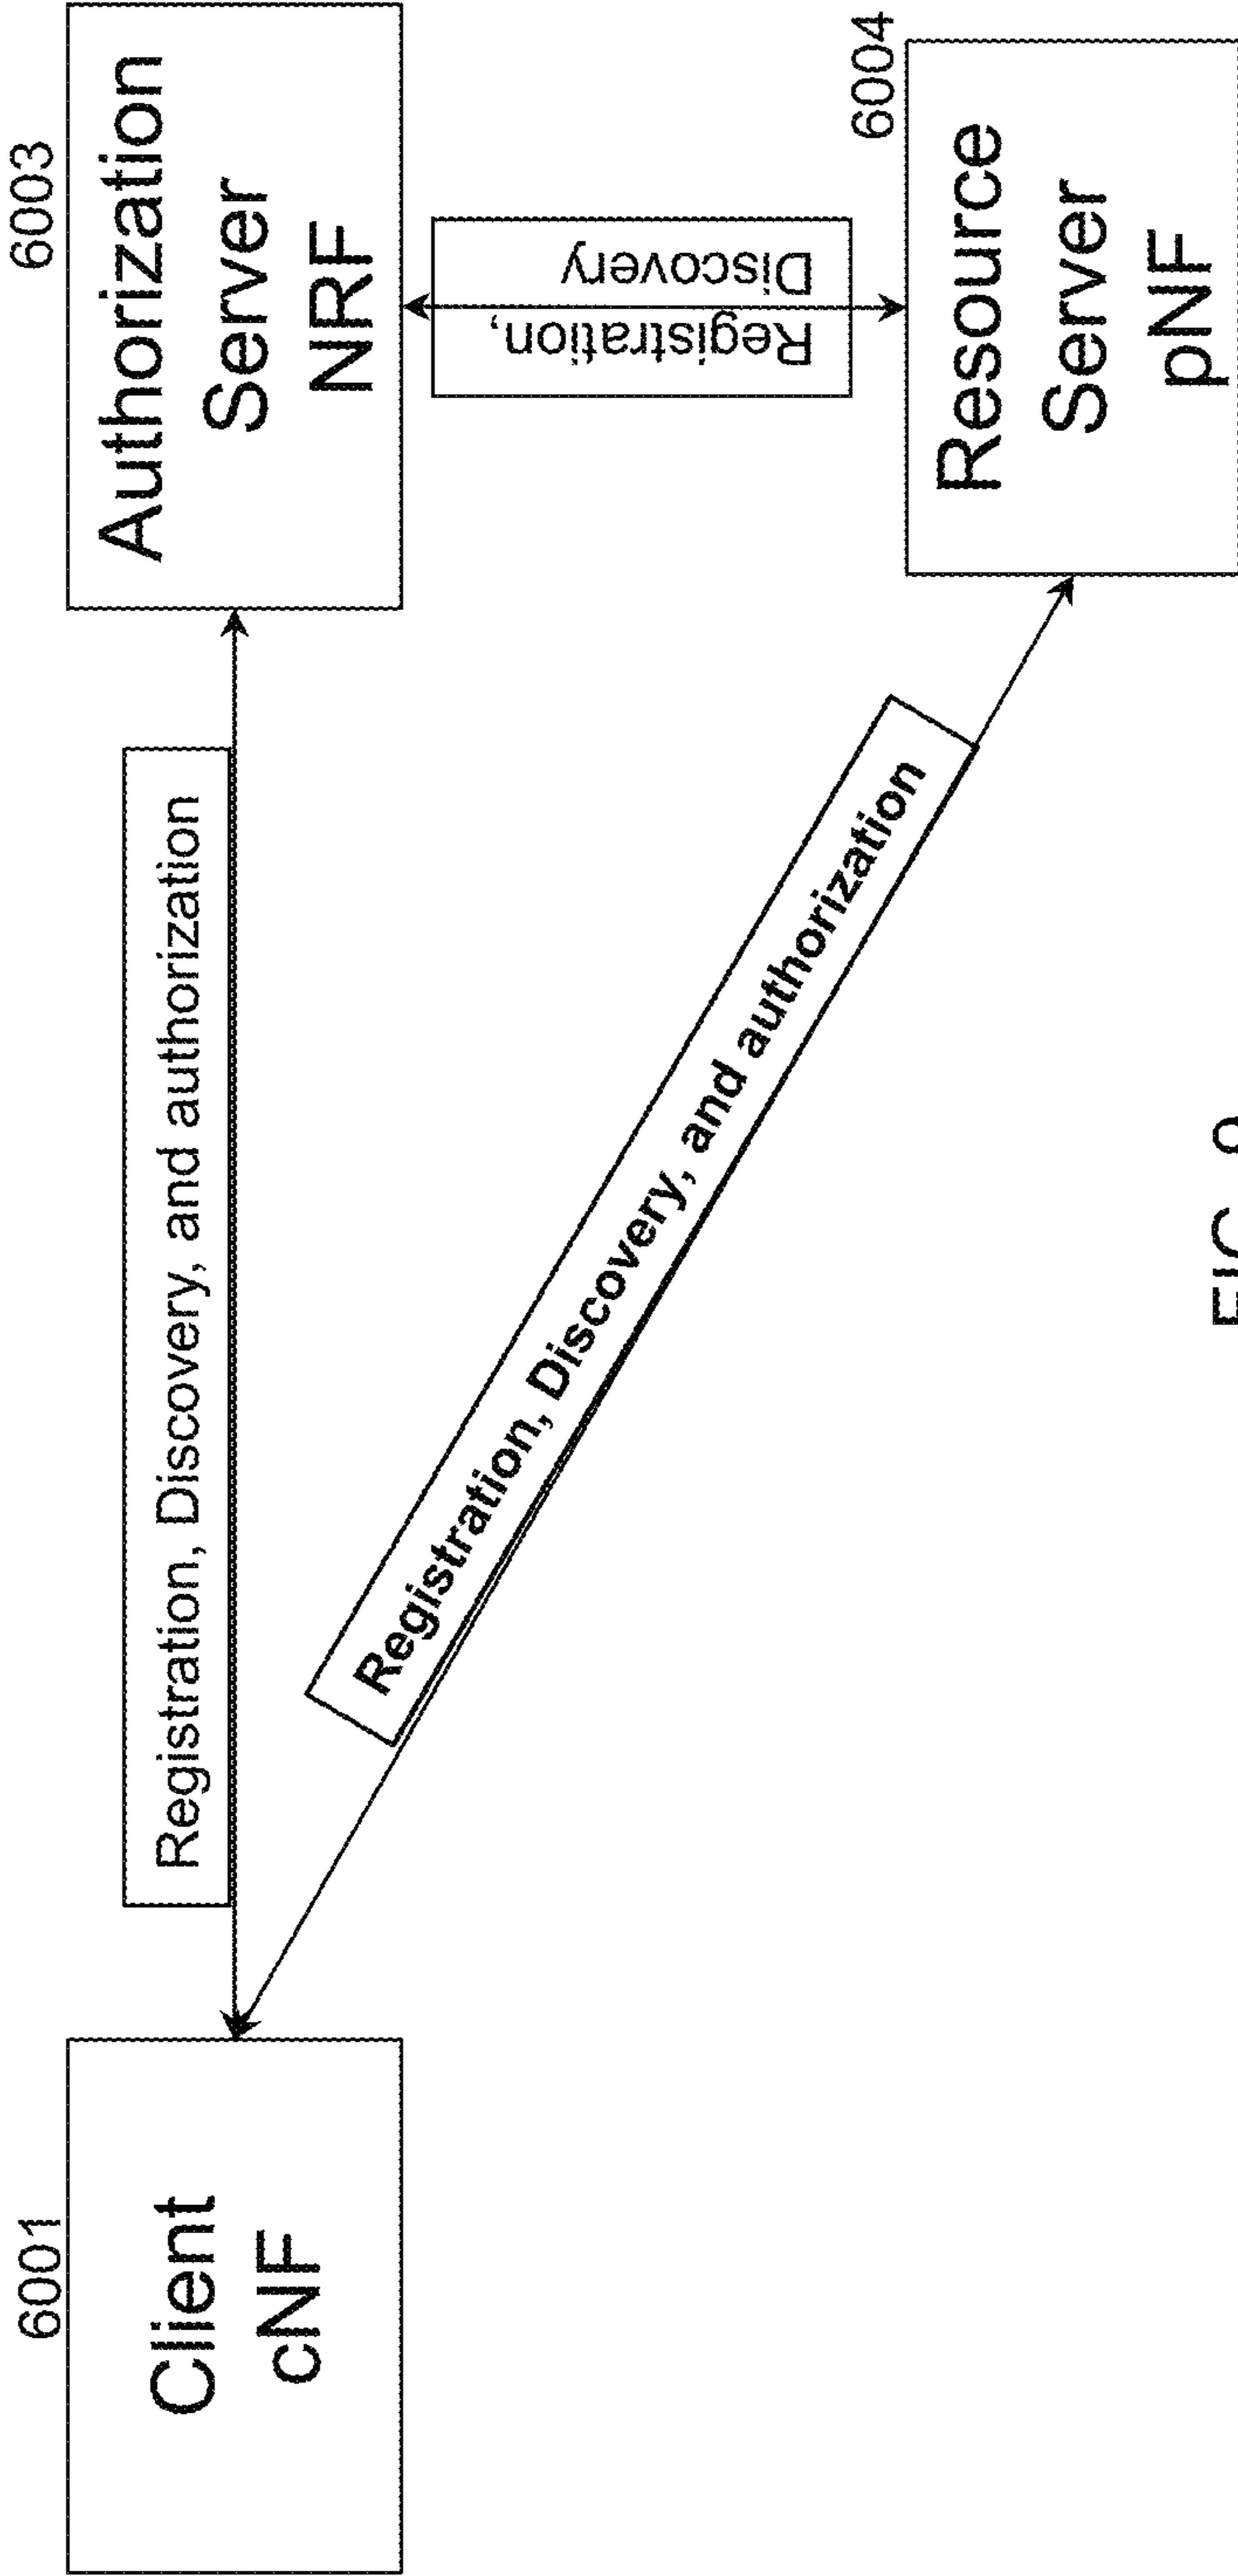 6001
Client
cNF
Registration, Discovery, and authorization
6003
Authorization
Server
NRF
Registration, Discovery, and authorization
Registration,
Discovery
6004
Resource
Server
pNF
FIG.